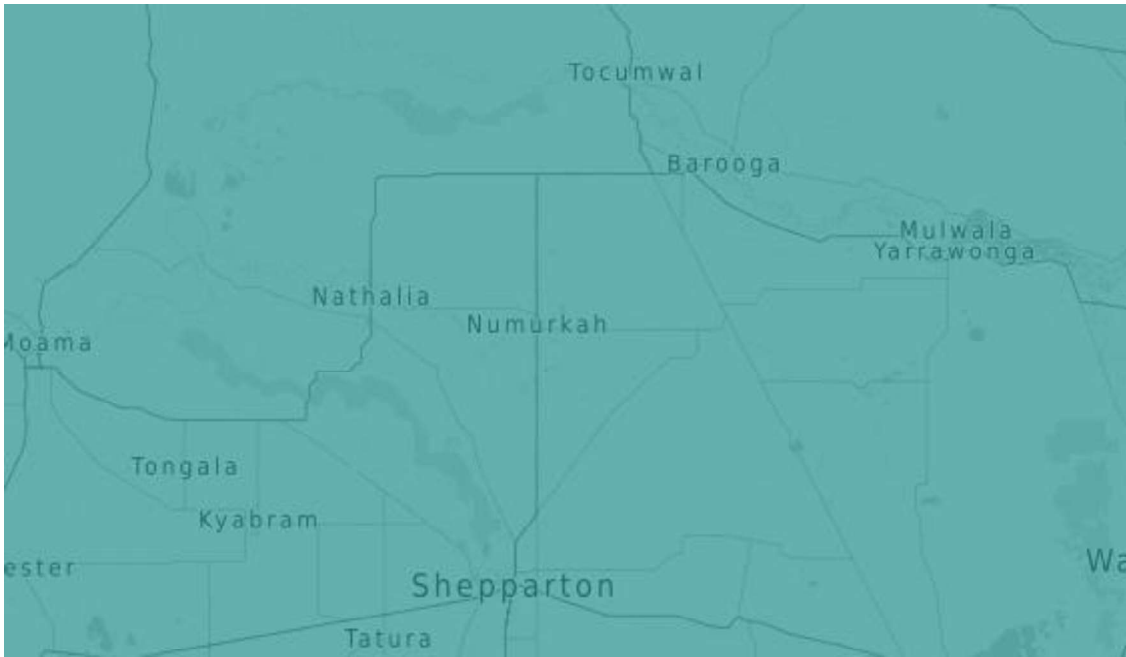 Tocumwal
Barooga
Mulwala
Yarrawonga
Nathalia
Numurkah
Moama
Tongala
Kyabram
ester
Shepparton
Wa
Tatura